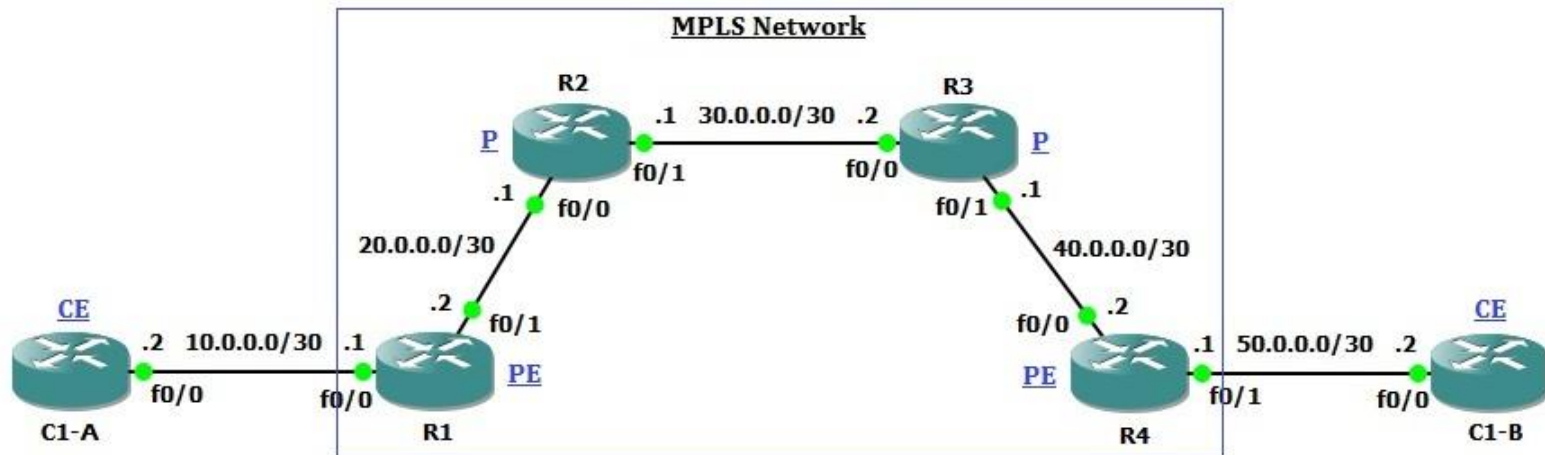 MPLS Network
R2
R3
.1 30.0.0.0/30 .2
P
P
f0/1
f0/0
.1
f0/0
f0/1
.1
20.0.0.0/30
40.0.0.0/30
CE
.2
f0/1
.2
f0/0
CE
.2 10.0.0.0/30 .1
PE
PE
.1 50.0.0.0/30 .2
f0/0
f0/0
f0/1
f0/0
C1-A
R1
R4
C1-B